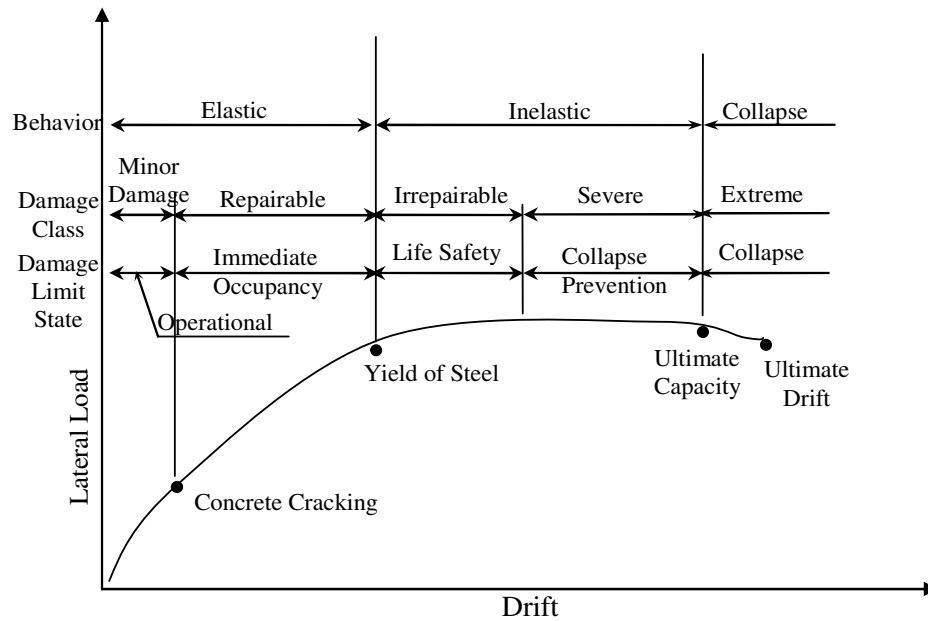 Behavior
Elastic
Inelastic
Collapse
Damage
Class
Minor
Damage
Repairable
Irrepairable
Severe
Extreme
Damage
Limit
State
Immediate
Occupancy
Life Safety
Collapse
Prevention
Collapse
Operational
Yield of Steel
Ultimate
Capacity
Ultimate
Drift
Concrete Cracking
Lateral Load
Drift